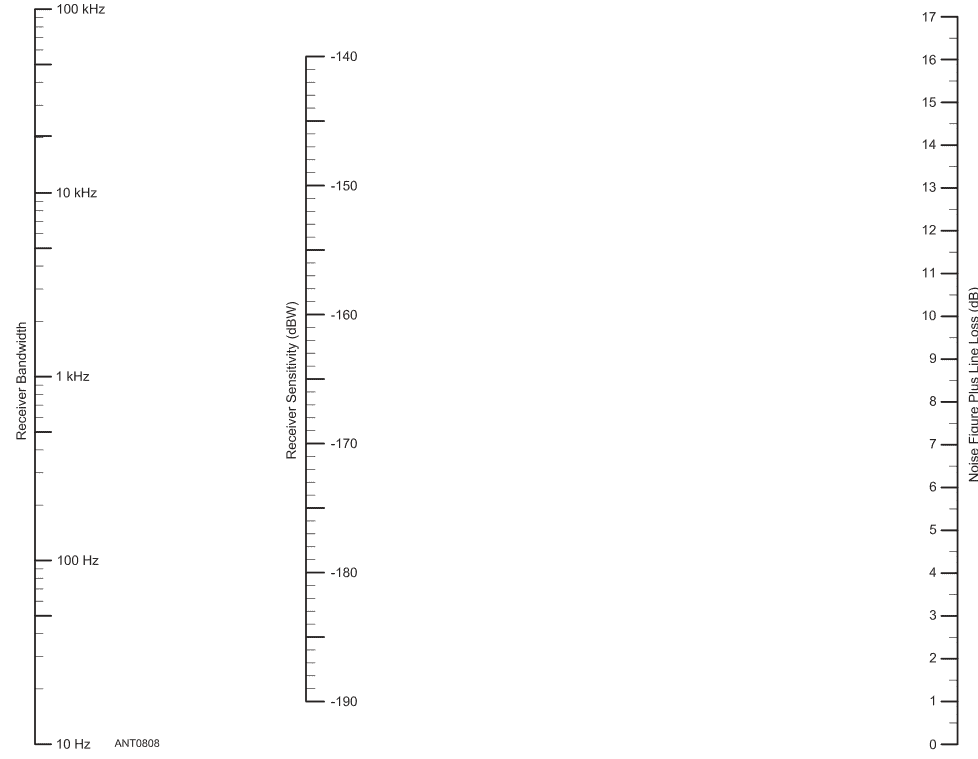 Receiver Bandwidth
100 kHz
10 kHz
1 kHz
100 Hz
10 Hz
ANT0808
Receiver Sensitivity (dBW)
-140
-150
-160
-170
-180
-190
17
16
15
14
13
12
11
10
9
8
7
6
5
4
3
2
1
0
Noise Figure Plus Line Loss (dB)